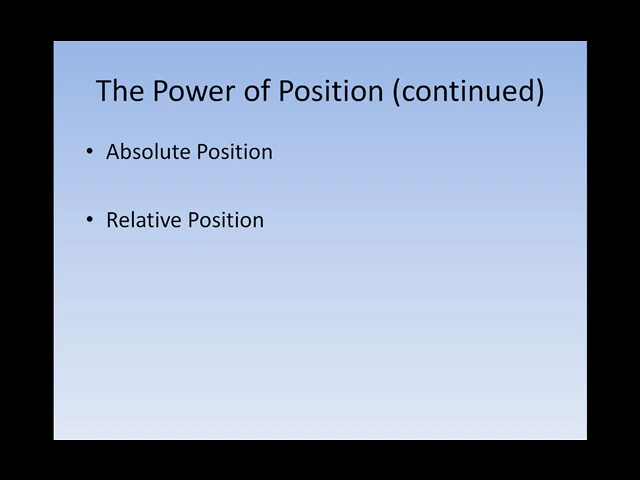 The Power of Position (continued)
• Absolute Position
• Relative Position